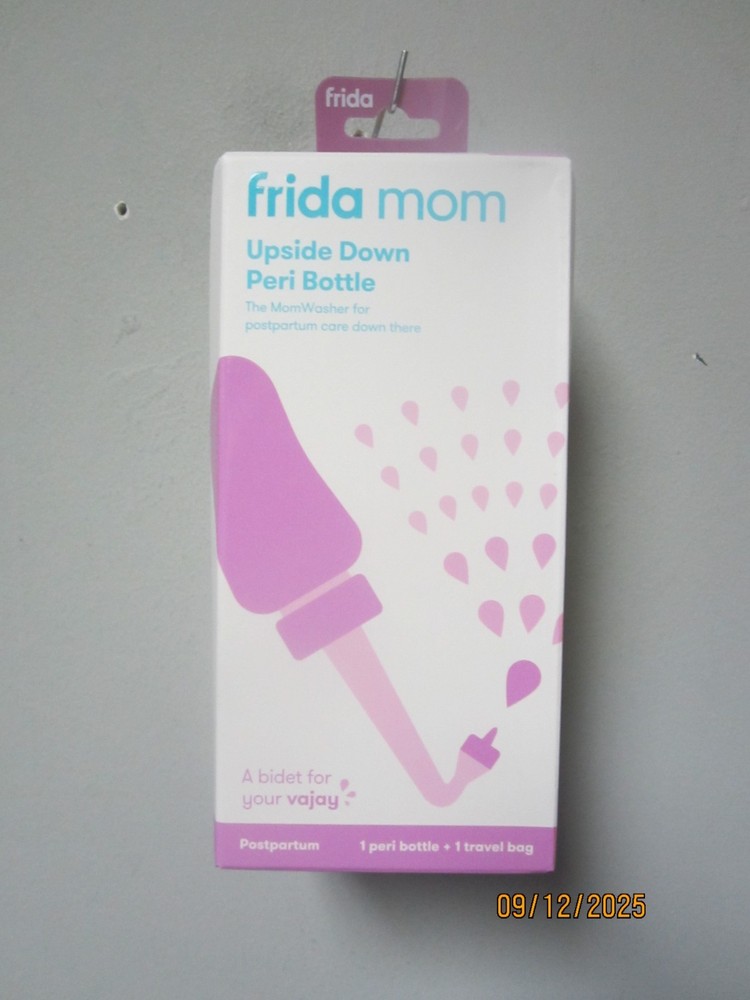 frida
frida mom
Upside Down
Peri Bottle
The MomWasher for
postpartum care down there
A bidet for
your vajay
Postpartum 1 peri bottle + 1 travel bag
09/12/2025